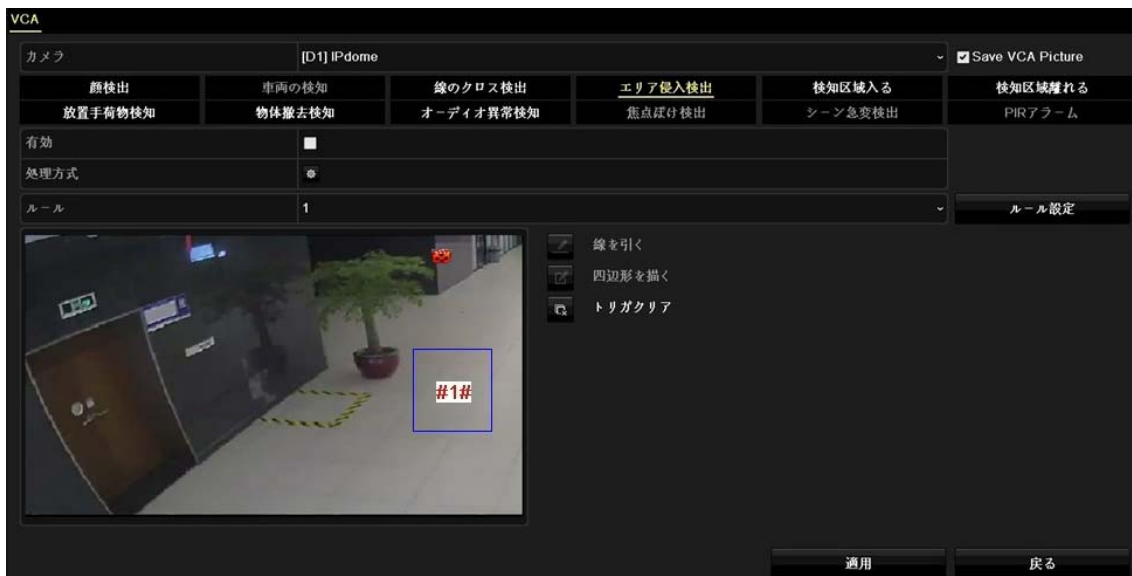 VCA
カメラ [D1] IPdome Save VCA Picture
顔検出 車両の検知 線のクロス検出 エリア侵入検出 検知区域入る 検知区域離れる
放置手荷物検知 物体撤去検知 オーディオ異常検知 焦点ぼけ検出 シーン急変検出 PIRアラーム
有効
処理方式
ルール 1 ルール設定
線を引く
四辺形を描く
トリガクリア
#1#
適用 戻る